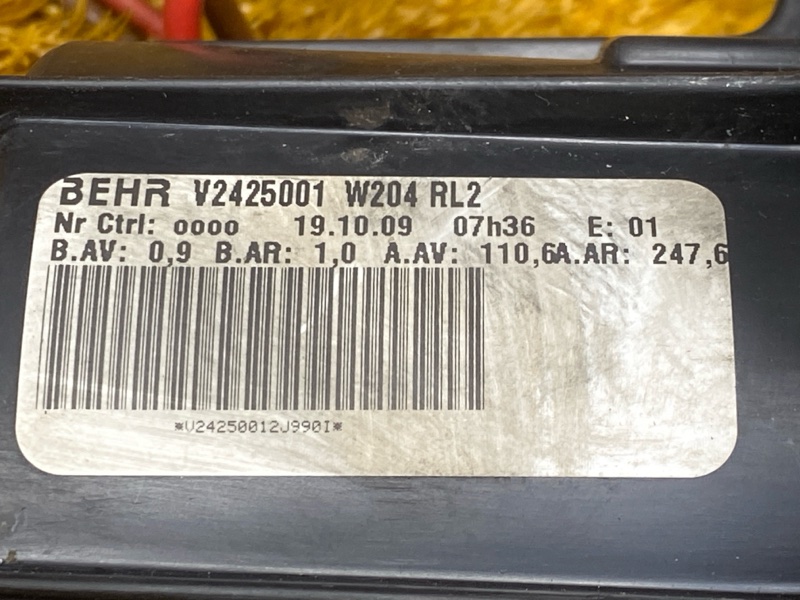 BEHR V2425001 W204 RL2
Nr Ctrl: oooo 19.10.09 07h36 E: 01
B.AV: 0,9 B.AR: 1,0 A.AV: 110,6A.AR: 247,6
*V24250012J990I*